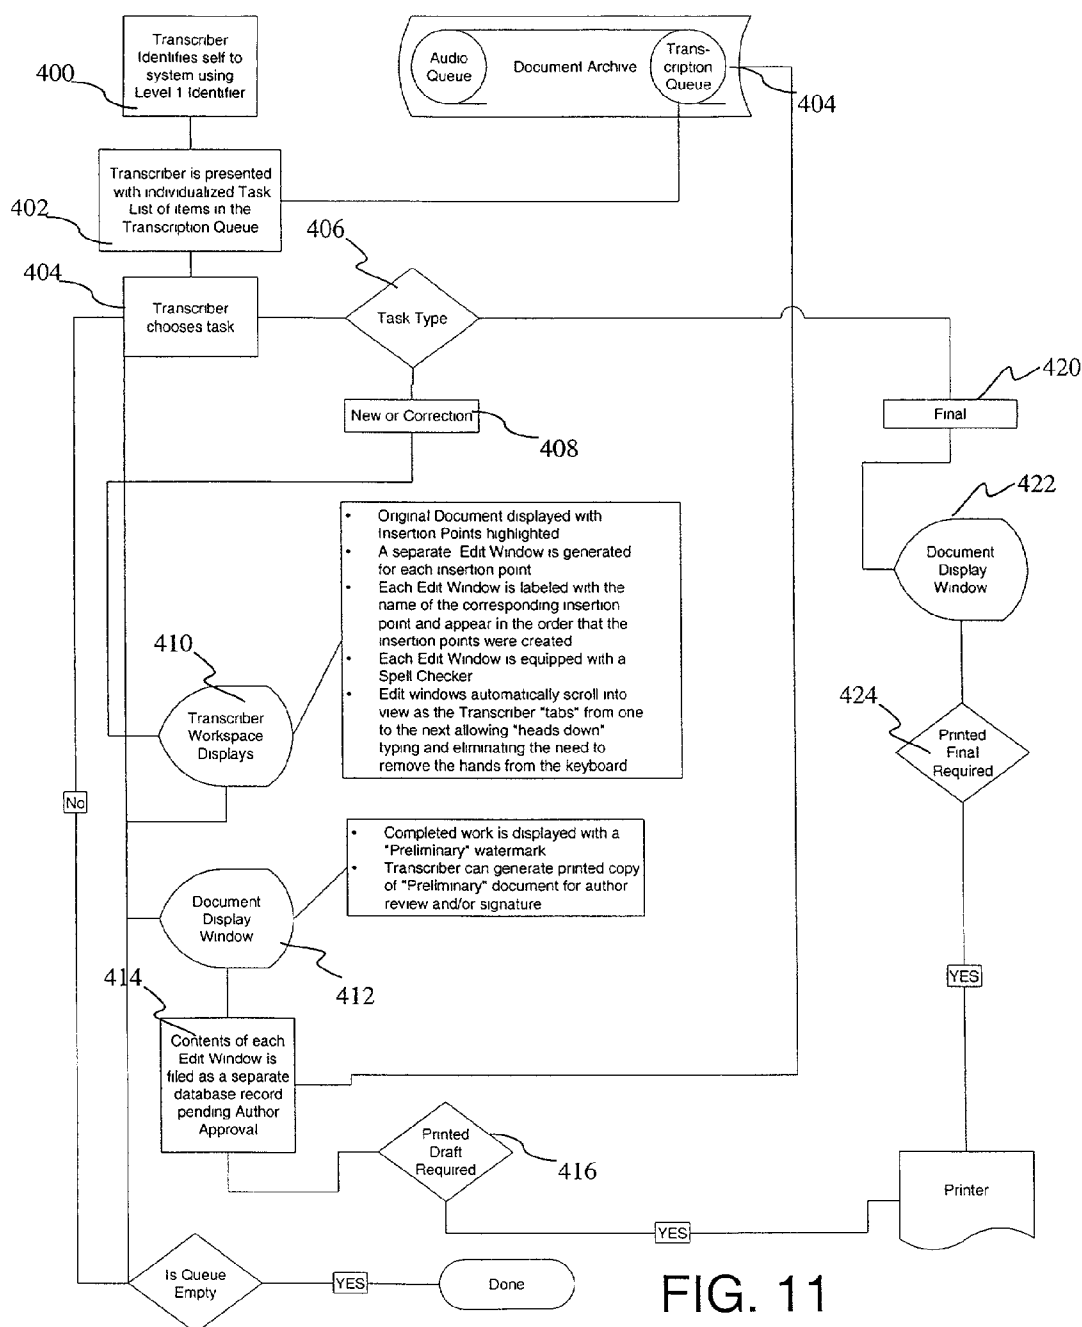 Transcriber
Identifies self to
system using
Level 1 Identifier
400
Audio
Queue
Document Archive
Trans-
cription
Queue
404
Transcriber is presented
with individualized Task
List of items in the
Transcription Queue
402
406
404
Transcriber
chooses task
Task Type
420
Final
New or Correction
408
422
Document
Display
Window
• Original Document displayed with
Insertion Points highlighted
• A separate Edit Window is generated
for each insertion point
• Each Edit Window is labeled with the
name of the corresponding insertion
point and appear in the order that the
insertion points were created
• Each Edit Window is equipped with a
Spell Checker
• Edit windows automatically scroll into
view as the Transcriber "tabs" from one
to the next allowing "heads down"
typing and eliminating the need to
remove the hands from the keyboard
410
Transcriber
Workspace
Displays
424
Printed
Final
Required
No
• Completed work is displayed with a
"Preliminary" watermark
• Transcriber can generate printed copy
of "Preliminary" document for author
review and/or signature
Document
Display
Window
412
414
YES
Contents of each
Edit Window is
filed as a separate
database record
pending Author
Approval
Printed
Draft
Required
416
Printer
YES
Is Queue
Empty
YES
Done
FIG. 11